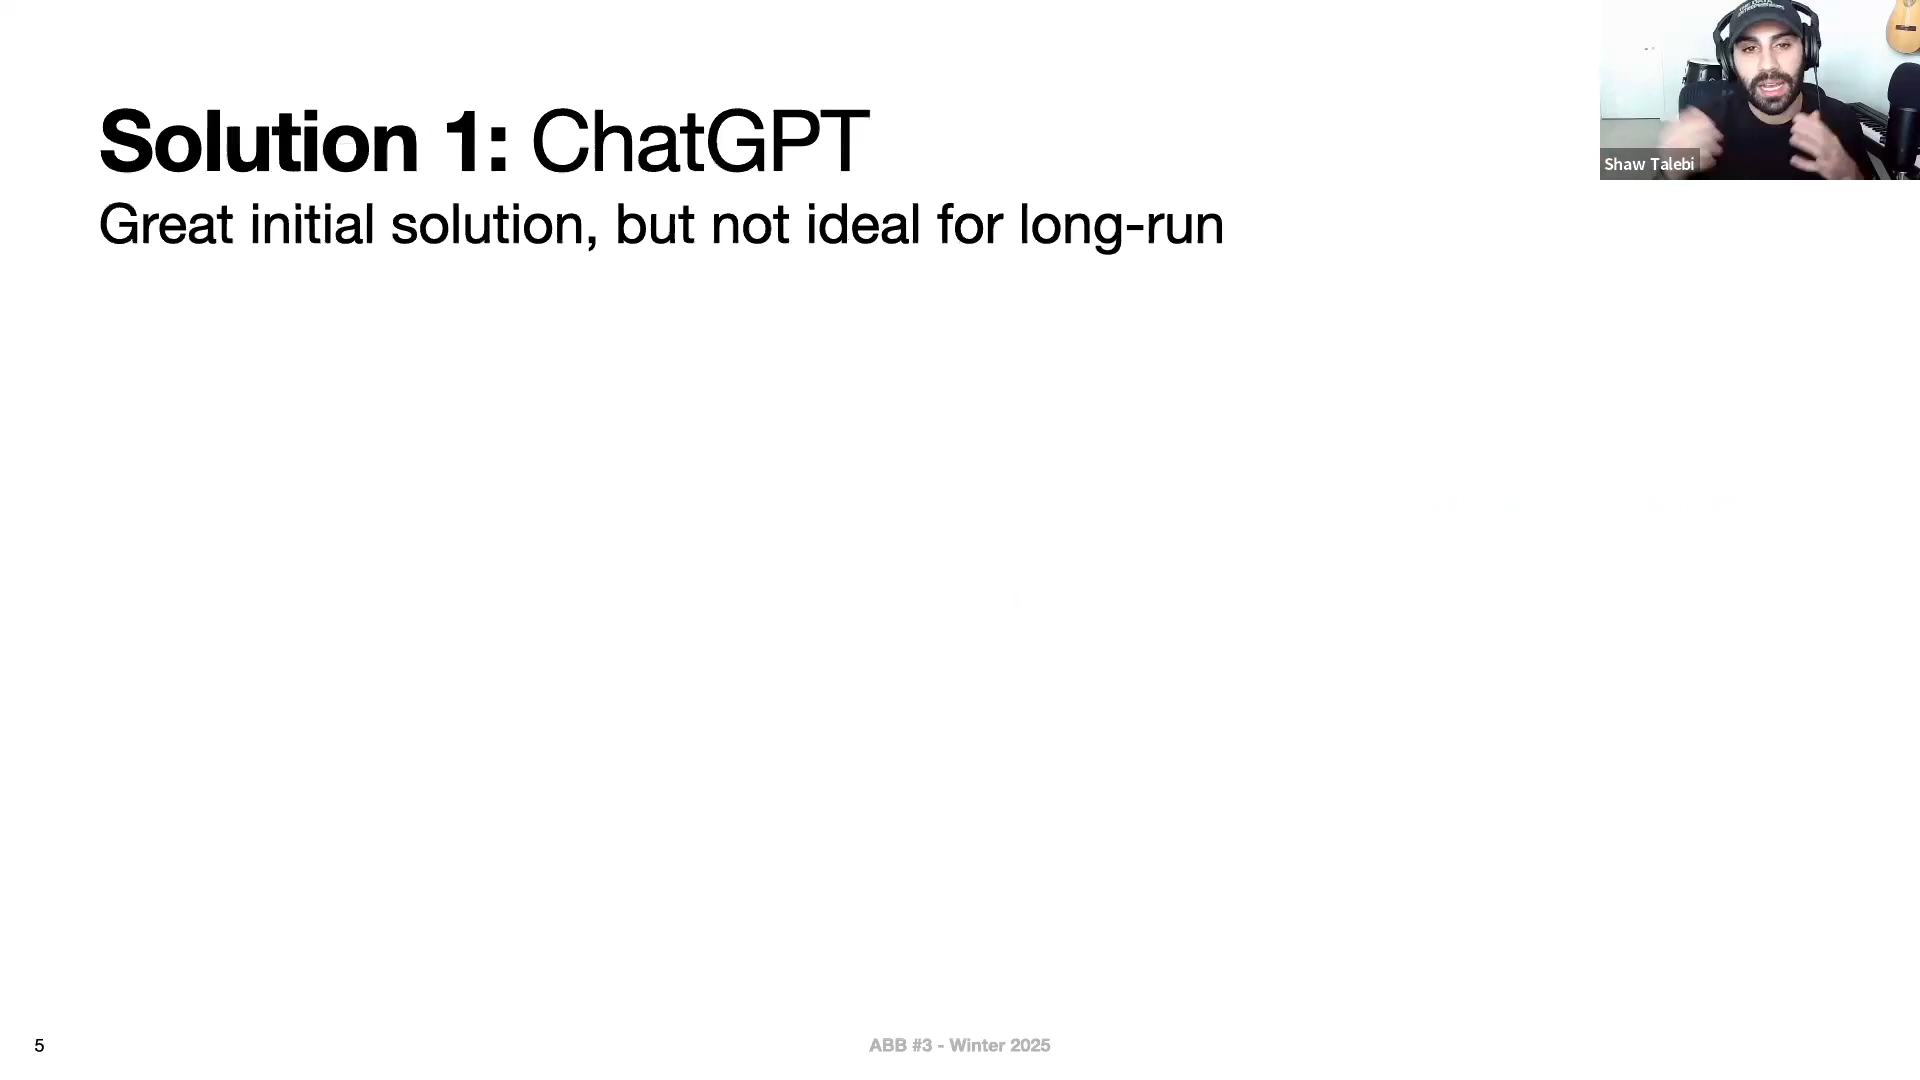 Solution 1: ChatGPT
Great initial solution, but not ideal for long-run
Shaw Talebi
5
ABB #3 - Winter 2025